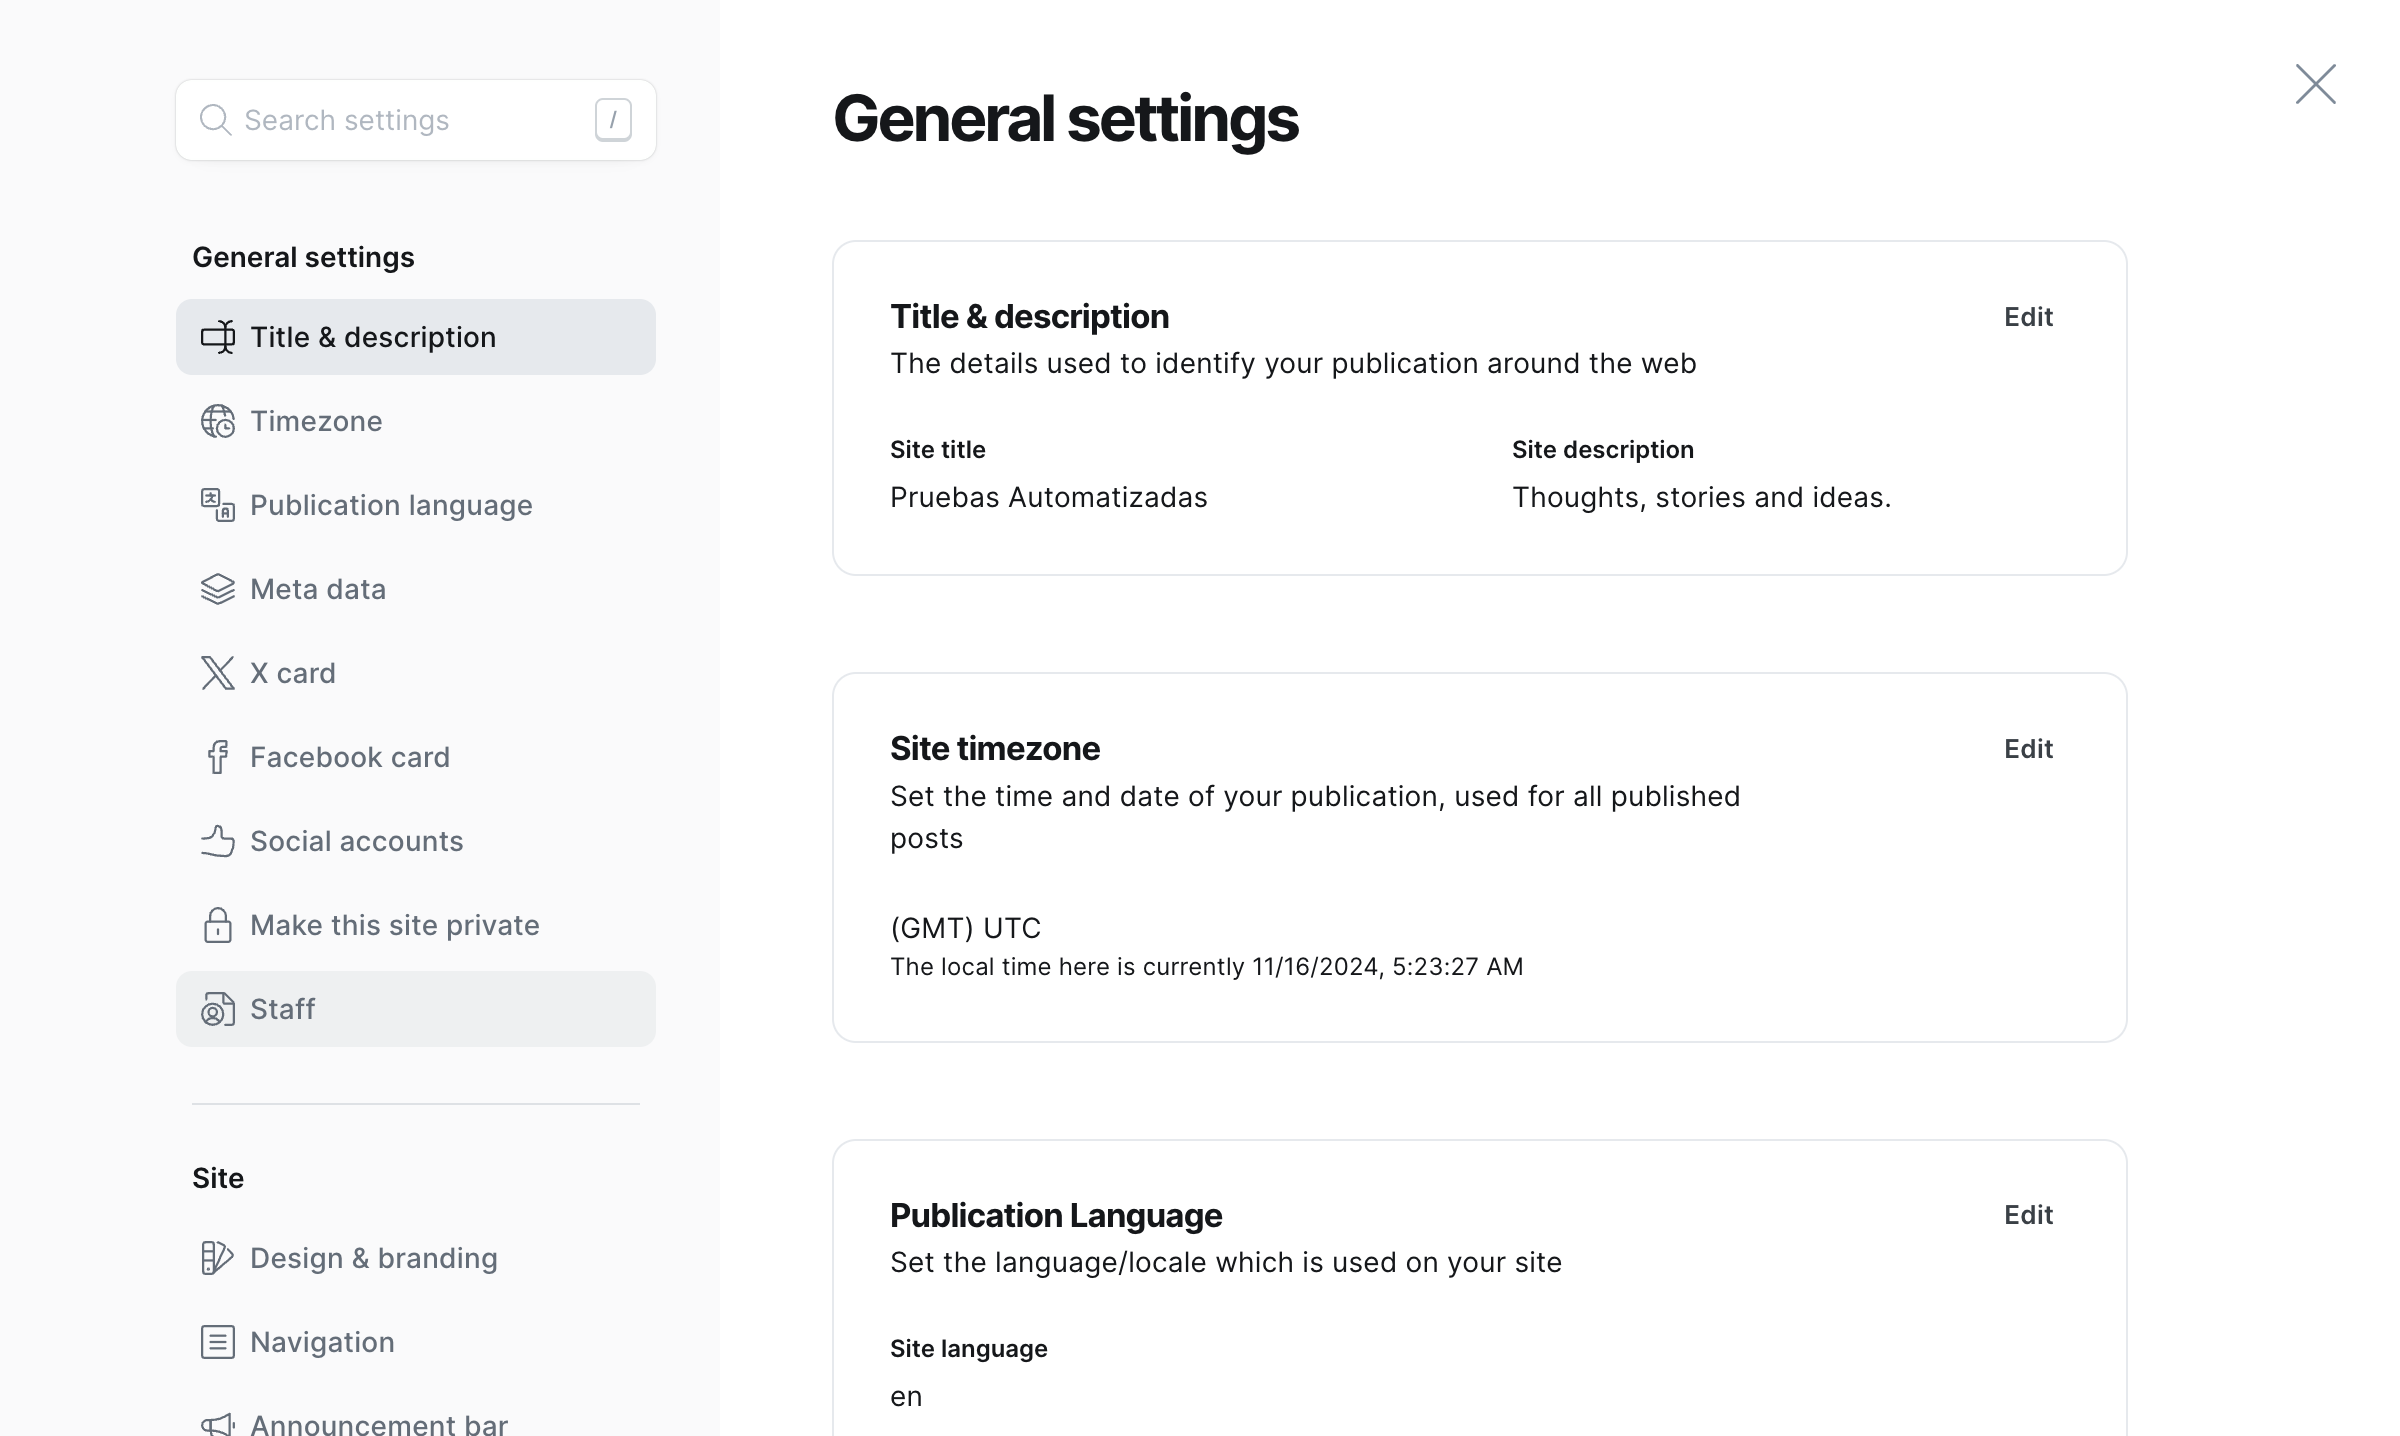 Search settings /
General settings
Title & description
Timezone
Publication language
Meta data
X card
Facebook card
Social accounts
Make this site private
Staff
Site
Design & branding
Navigation
Announcement bar
General settings
Title & description
Edit
The details used to identify your publication around the web
Site title
Pruebas Automatizadas
Site description
Thoughts, stories and ideas.
Site timezone
Edit
Set the time and date of your publication, used for all published
posts
(GMT) UTC
The local time here is currently 11/16/2024, 5:23:27 AM
Publication Language
Edit
Set the language/locale which is used on your site
Site language
en